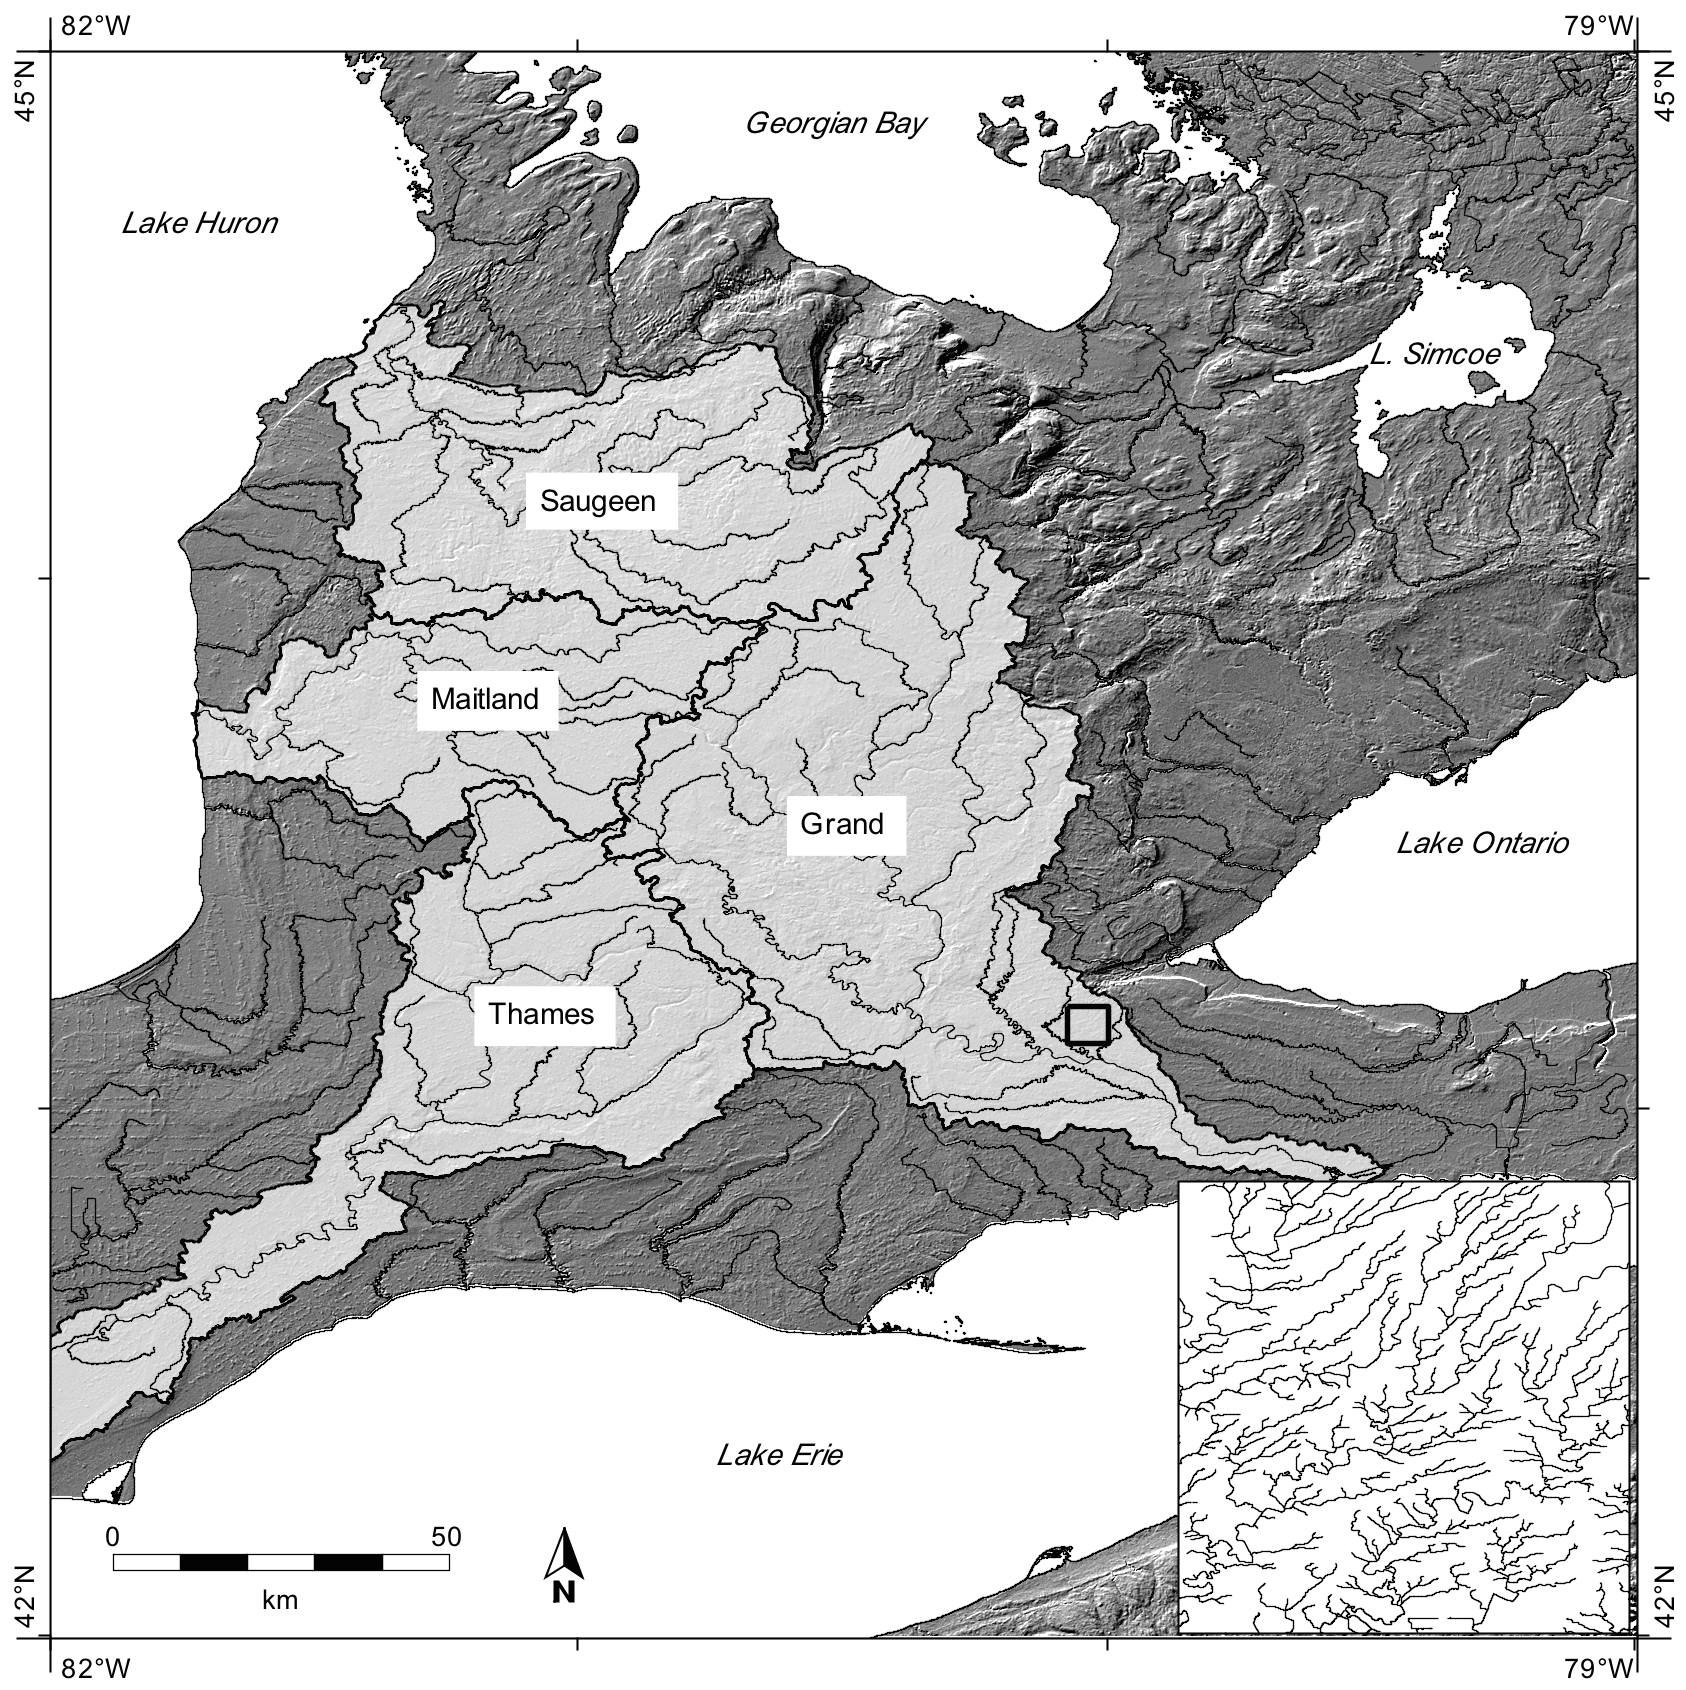 82°W
79°W
45°N
45°N
Georgian Bay
Lake Huron
L. Simcoe
Saugeen
Maitland
Grand
Lake Ontario
Thames
Lake Erie
0
50
km
N
42°N
42°N
82°W
79°W